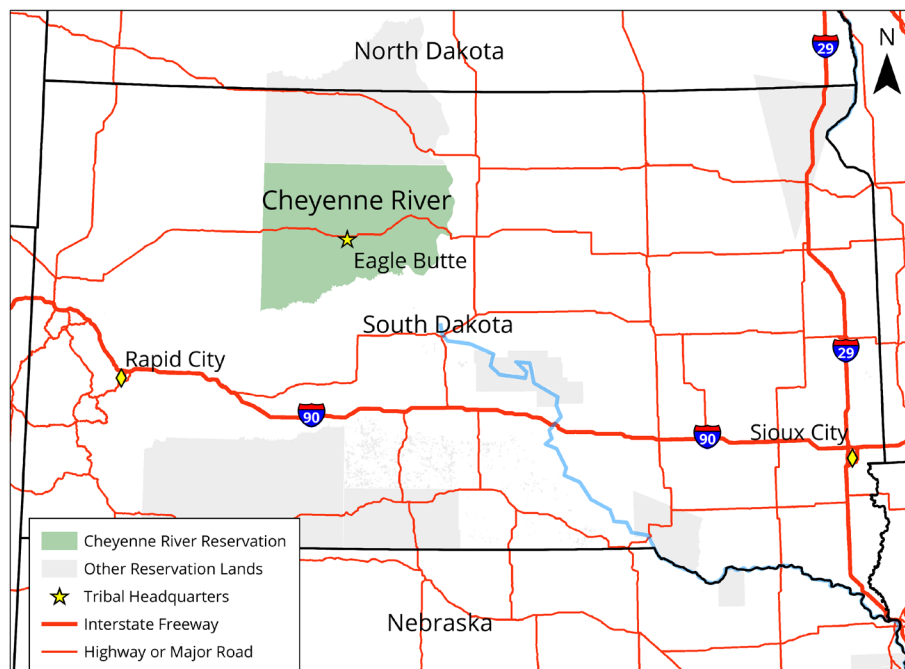 North Dakota
29
N
Cheyenne River
Eagle Butte
South Dakota
Rapid City
29
90
90
Sioux City
Cheyenne River Reservation
Other Reservation Lands
Tribal Headquarters
Interstate Freeway
Highway or Major Road
Nebraska